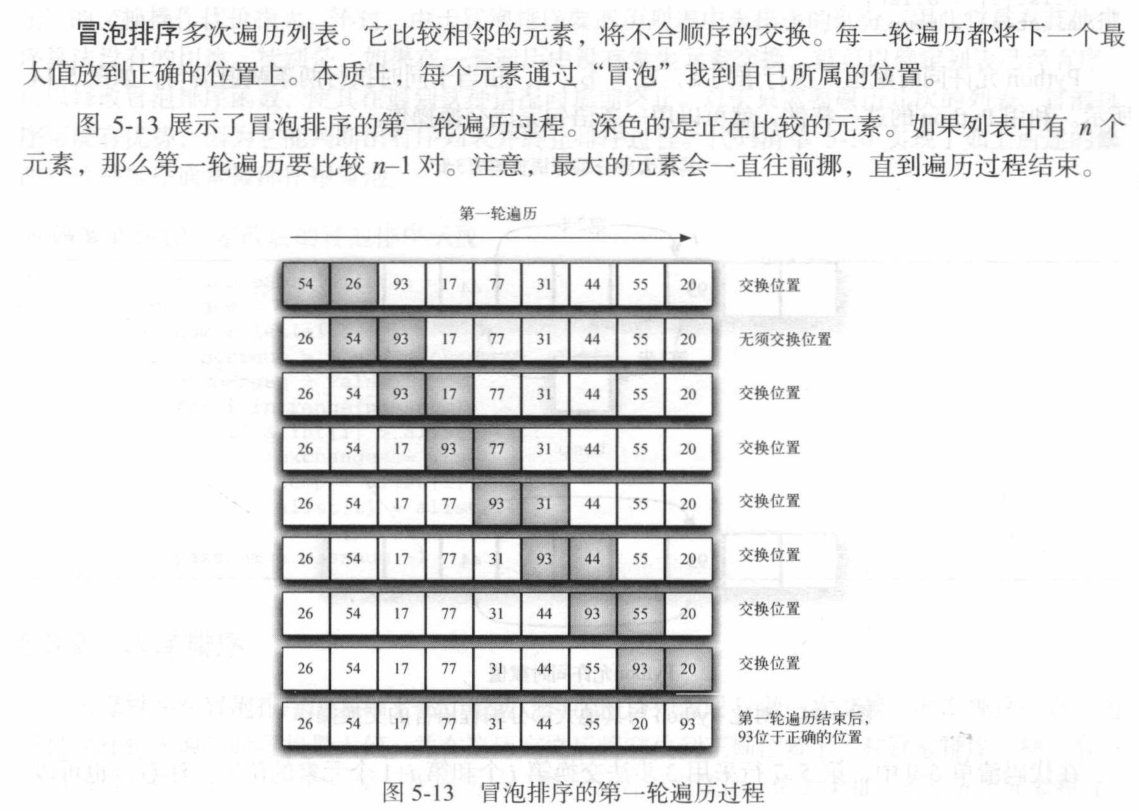 冒泡排序多次遍历列表。它比较相邻的元素，将不合顺序的交换。每一轮遍历都将下一个最
大值放到正确的位置上。本质上，每个元素通过“冒泡”找到自己所属的位置。
图 5-13 展示了冒泡排序的第一轮遍历过程。深色的是正在比较的元素。如果列表中有 n 个
元素，那么第一轮遍历要比较 n–1 对。注意，最大的元素会一直往前挪，直到遍历过程结束。
第一轮遍历
54 26 93 17 77 31 44 55 20 交换位置
26 54 93 17 77 31 44 55 20 无须交换位置
26 54 93 17 77 31 44 55 20 交换位置
26 54 17 93 77 31 44 55 20 交换位置
26 54 17 77 93 31 44 55 20 交换位置
26 54 17 77 31 93 44 55 20 交换位置
26 54 17 77 31 44 93 55 20 交换位置
26 54 17 77 31 44 55 93 20 交换位置
26 54 17 77 31 44 55 20 93 第一轮遍历结束后，
93位于正确的位置
图 5-13 冒泡排序的第一轮遍历过程